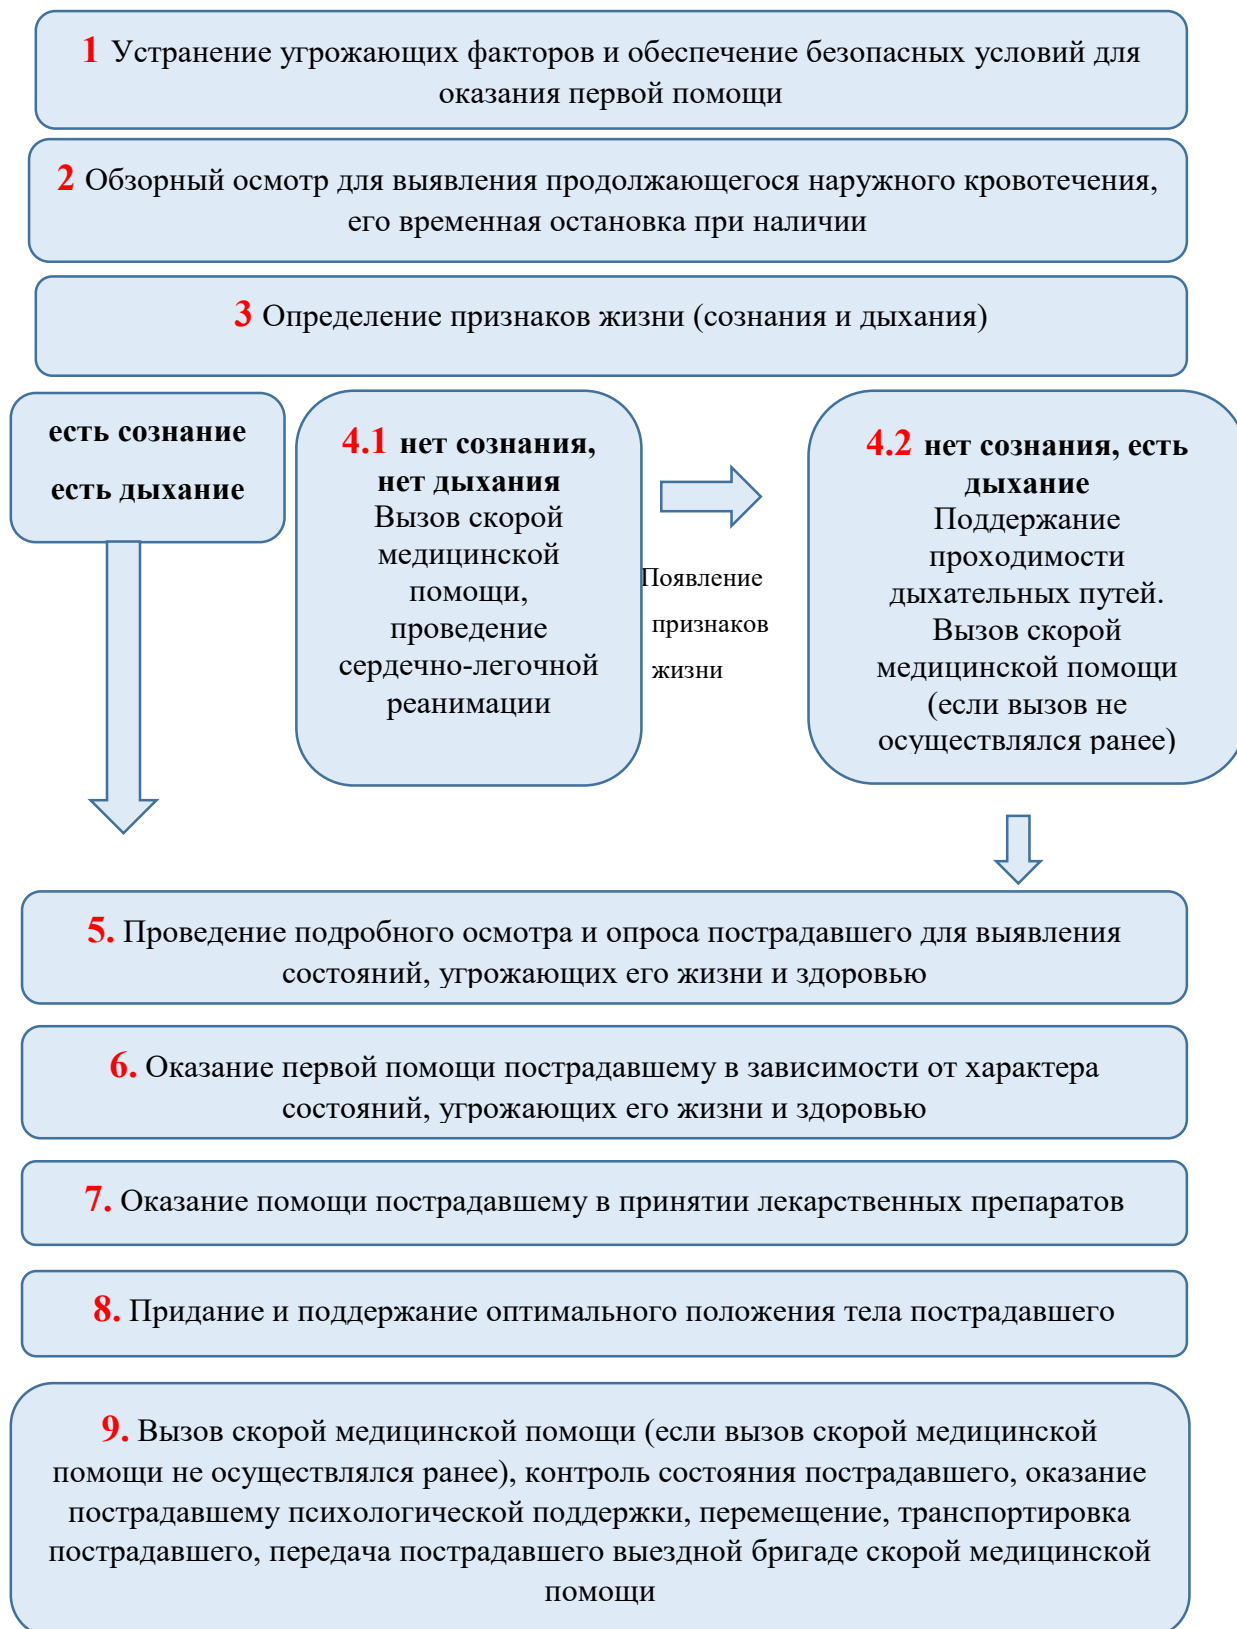 1 Устранение угрожающих факторов и обеспечение безопасных условий для
оказания первой помощи
2 Обзорный осмотр для выявления продолжающегося наружного кровотечения,
его временная остановка при наличии
3 Определение признаков жизни (сознания и дыхания)
есть сознание
есть дыхание
4.1 нет сознания,
нет дыхания
Вызов скорой
медицинской
помощи,
проведение
сердечно-легочной
реанимации
Появление
признаков
жизни
4.2 нет сознания, есть
дыхание
Поддержание
проходимости
дыхательных путей.
Вызов скорой
медицинской помощи
(если вызов не
осуществлялся ранее)
5. Проведение подробного осмотра и опроса пострадавшего для выявления
состояний, угрожающих его жизни и здоровью
6. Оказание первой помощи пострадавшему в зависимости от характера
состояний, угрожающих его жизни и здоровью
7. Оказание помощи пострадавшему в принятии лекарственных препаратов
8. Придание и поддержание оптимального положения тела пострадавшего
9. Вызов скорой медицинской помощи (если вызов скорой медицинской
помощи не осуществлялся ранее), контроль состояния пострадавшего, оказание
пострадавшему психологической поддержки, перемещение, транспортировка
пострадавшего, передача пострадавшего выездной бригаде скорой медицинской
помощи